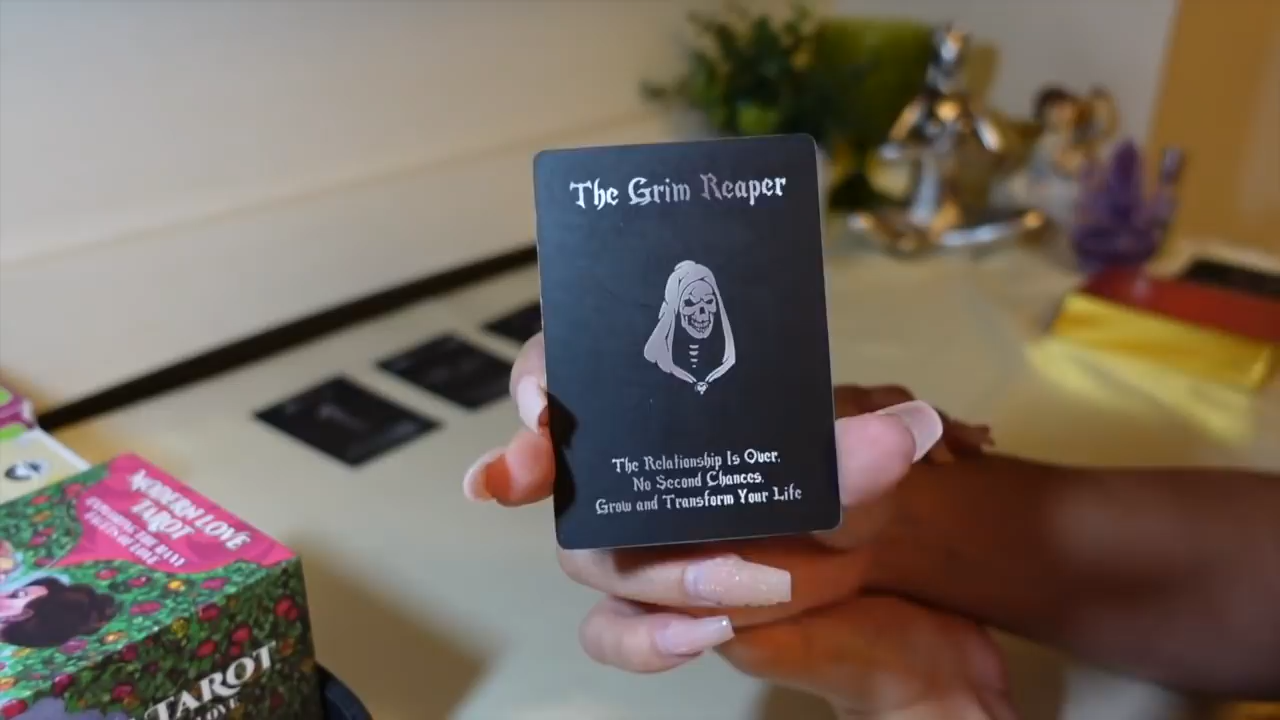 The Grim Reaper
The Relationship Is Over.
No Second Chances.
Grow and Transform Your Life
MODERN LOVE
TAROT
TAROT
LOVE